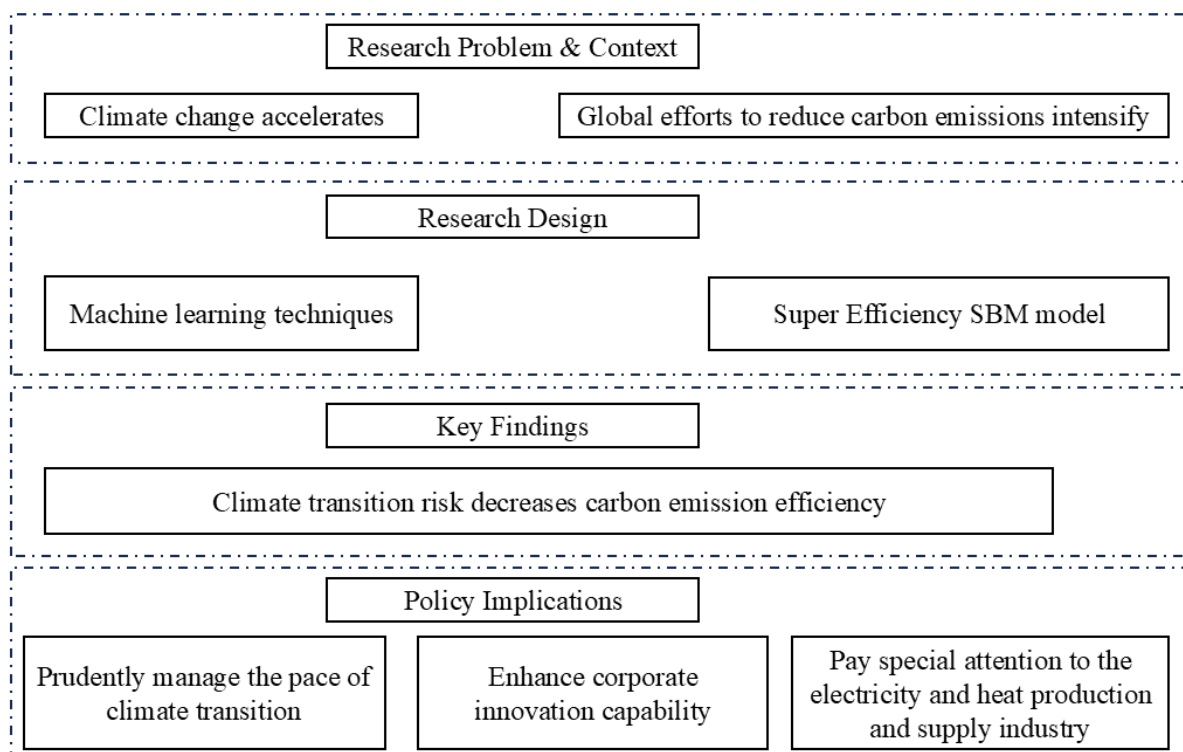 Research Problem & Context
Climate change accelerates
Global efforts to reduce carbon emissions intensify
Research Design
Machine learning techniques
Super Efficiency SBM model
Key Findings
Climate transition risk decreases carbon emission efficiency
Policy Implications
Prudently manage the pace of
climate transition
Enhance corporate
innovation capability
Pay special attention to the
electricity and heat production
and supply industry